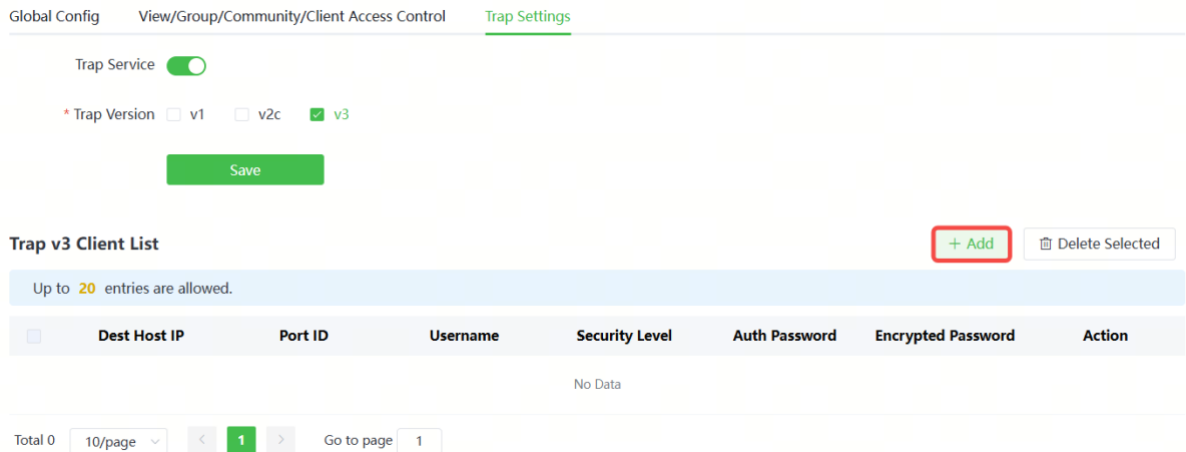 Global Config View/Group/Community/Client Access Control Trap Settings
Trap Service
* Trap Version v1 v2c v3
Save
Trap v3 Client List + Add Delete Selected
Up to 20 entries are allowed.
Dest Host IP Port ID Username Security Level Auth Password Encrypted Password Action
No Data
Total 0 10/page < 1 > Go to page 1